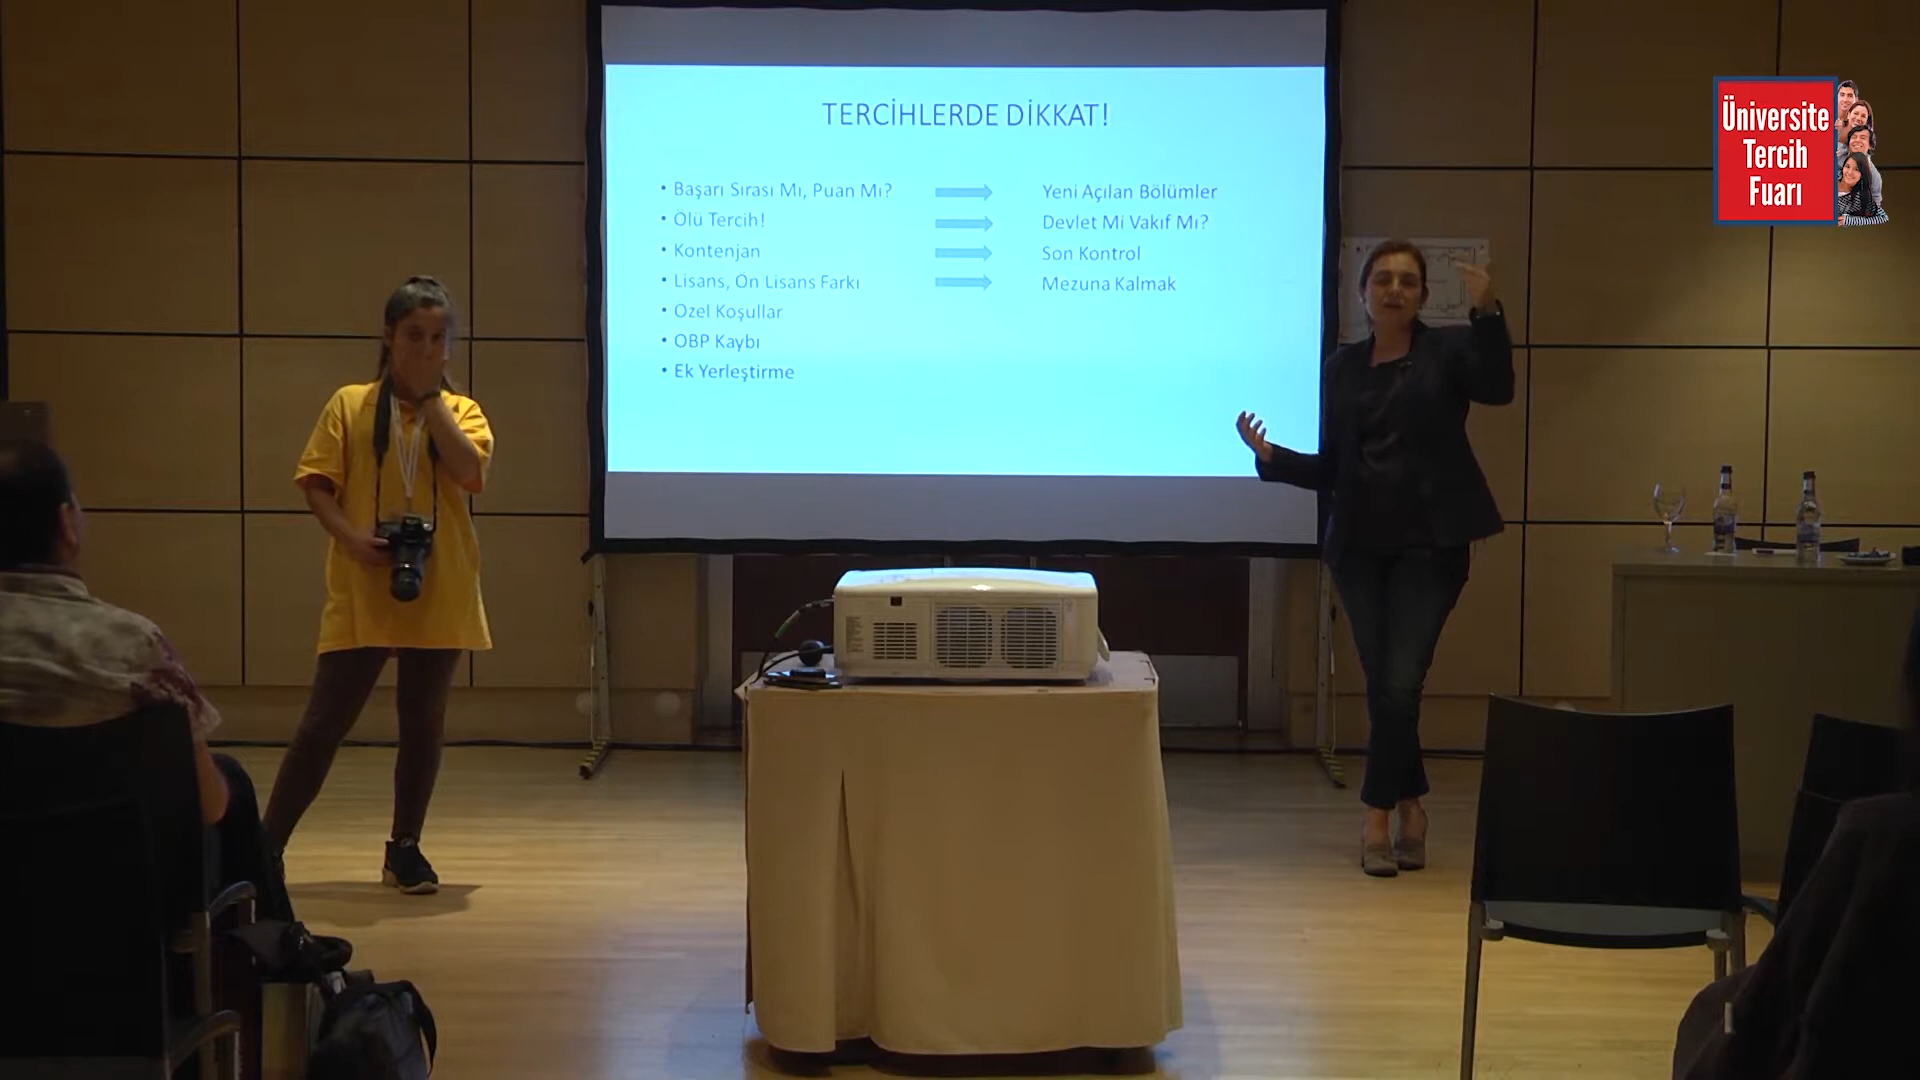 TERCİHLERDE DİKKAT!
• Başarı Sırası Mı, Puan Mı?
• Ölü Tercih!
• Kontenjan
• Lisans, Ön Lisans Farkı
• Özel Koşullar
• OBP Kaybı
• Ek Yerleştirme
Yeni Açılan Bölümler
Devlet Mi Vakıf Mı?
Son Kontrol
Mezuna Kalmak
Üniversite
Tercih
Fuarı